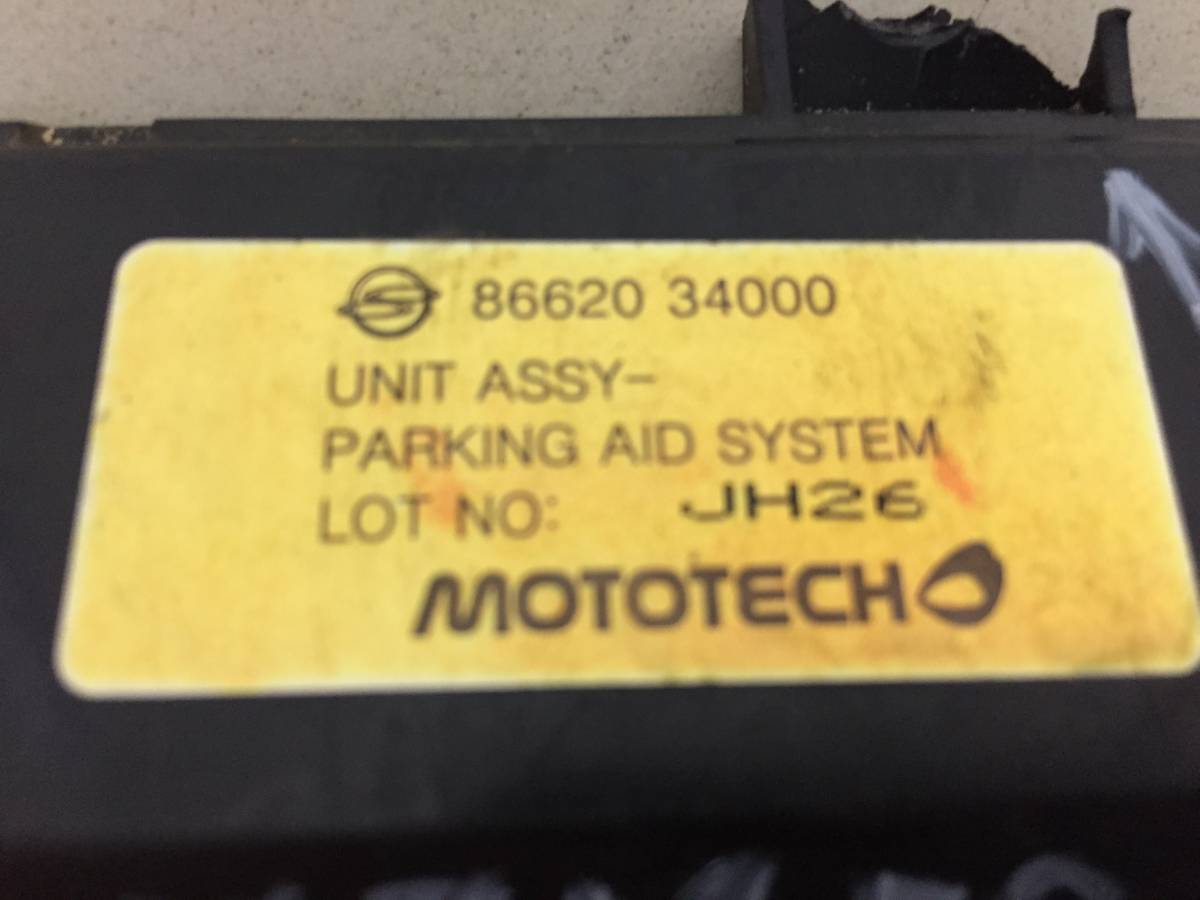 86620 34000
UNIT ASSY-
PARKING AID SYSTEM
LOT NO: JH26
MOTOTECH